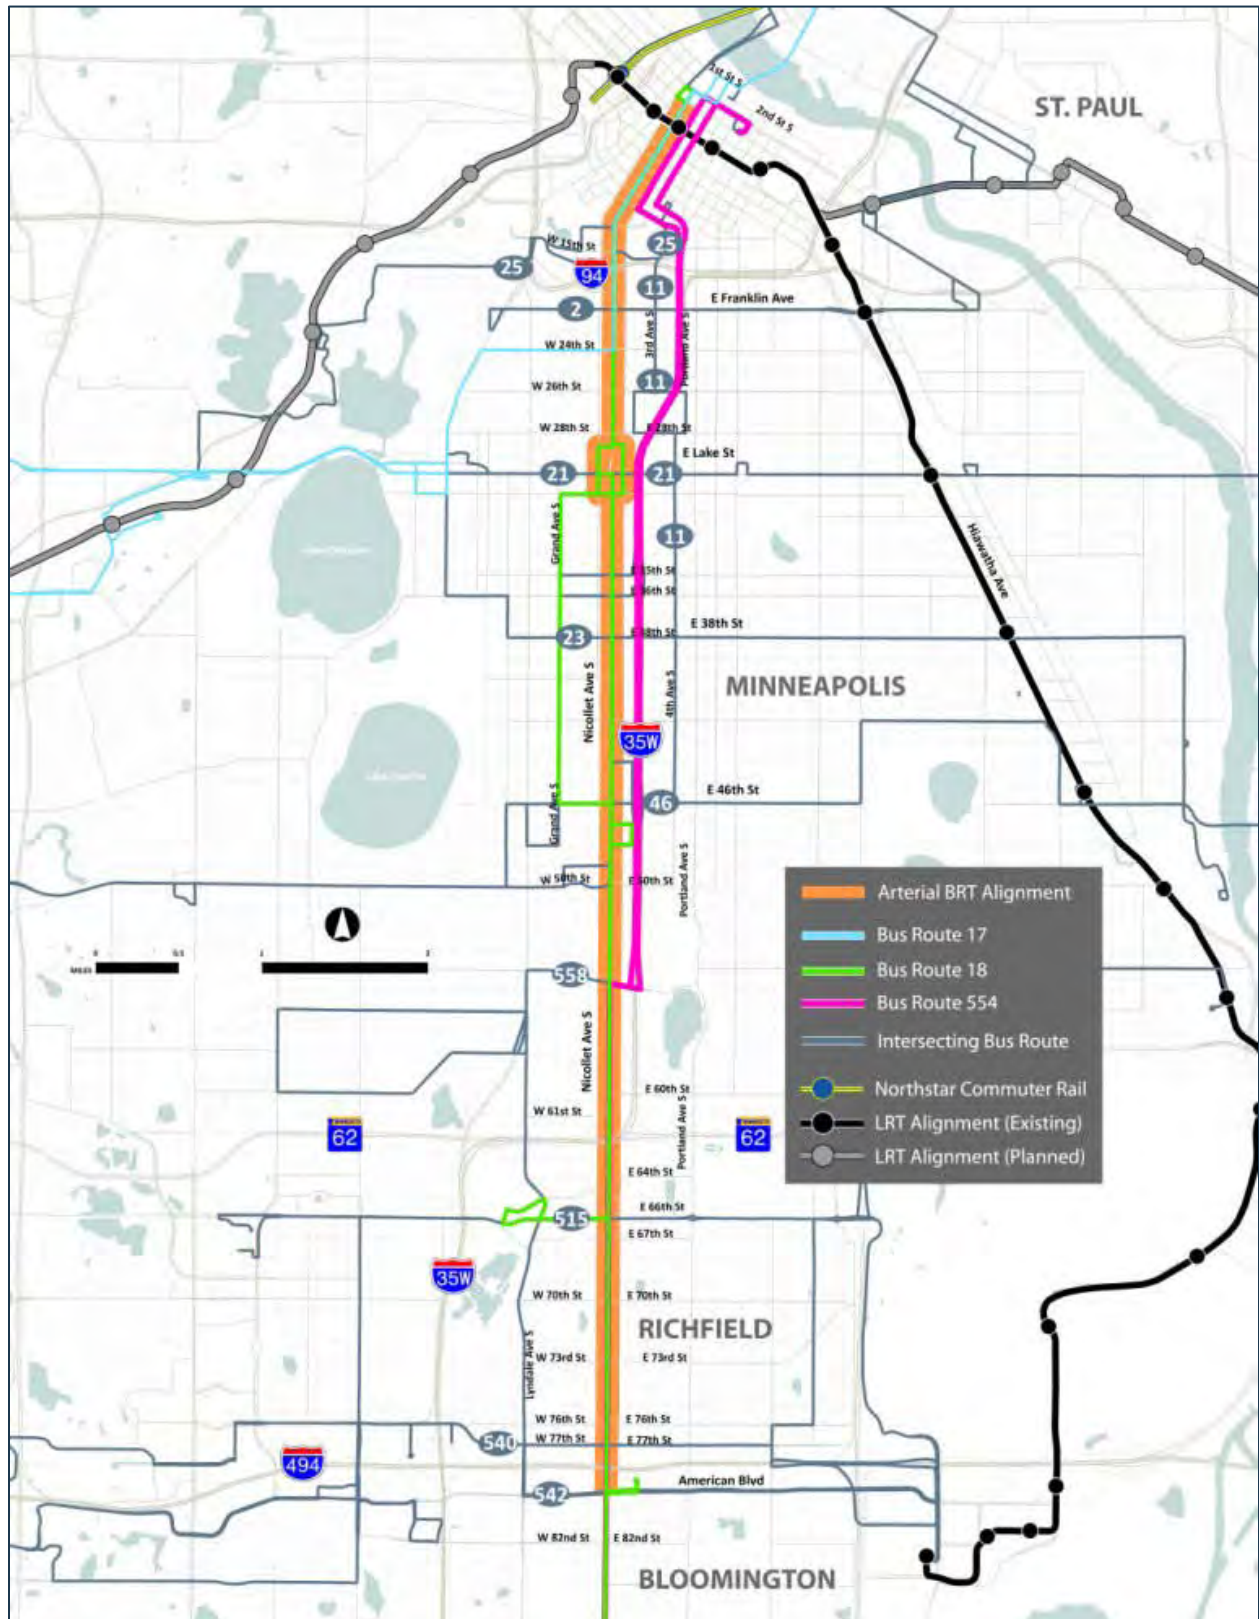 1st St S
2nd St S
ST. PAUL
W 15th St
25
25
94
11
2
E Franklin Ave
3rd Ave S
Portland Ave S
W 24th St
11
W 26th St
W 28th St
E 28th St
E Lake St
21
21
Grand Ave S
11
Hiawatha Ave
E 35th St
E 36th St
23
E 38th St
E 38th St
MINNEAPOLIS
4th Ave S
Nicollet Ave S
35W
Grand Ave S
46
E 46th St
Portland Ave S
W 50th St
E 50th St
Arterial BRT Alignment
Bus Route 17
Bus Route 18
Bus Route 554
Intersecting Bus Route
Northstar Commuter Rail
LRT Alignment (Existing)
LRT Alignment (Planned)
0
0.5
1
2
MILES
558
Nicollet Ave S
E 60th St
W 61st St
Portland Ave S
62
62
E 64th St
E 66th St
515
E 67th St
35W
W 70th St
E 70th St
RICHFIELD
Lyndale Ave S
W 73rd St
E 73rd St
W 76th St
E 76th St
540
W 77th St
E 77th St
494
542
American Blvd
W 82nd St
E 82nd St
BLOOMINGTON